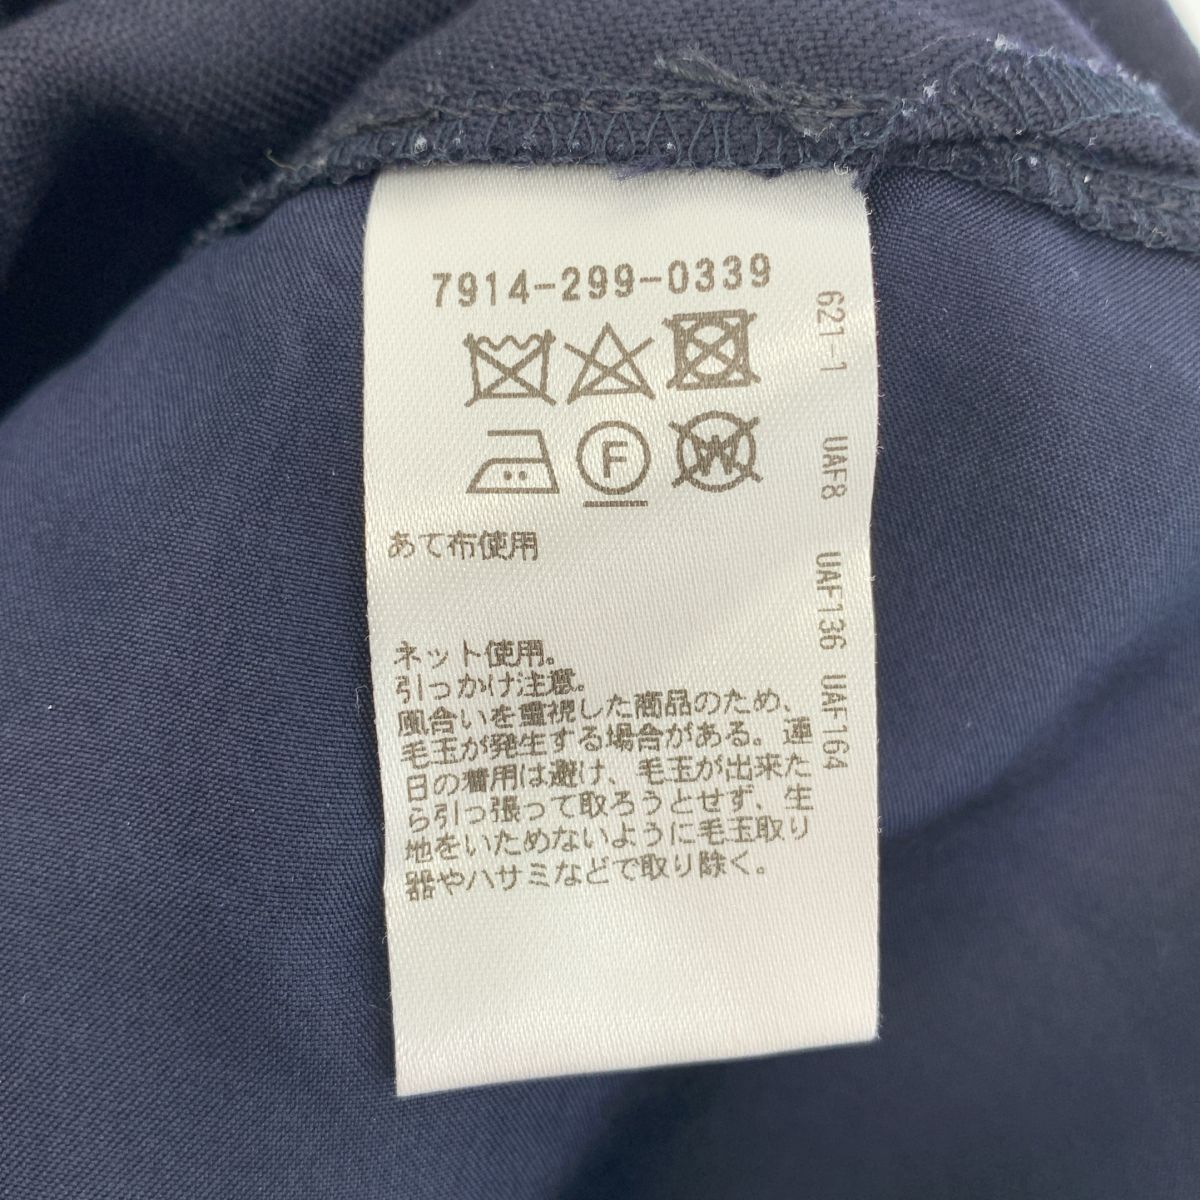 7914-299-0339
F
W
あて布使用
ネット使用。
引っかけ注意。
風合いを重視した商品のため、
毛玉が発生する場合がある。連
日の着用は避け、毛玉が出来た
ら引っ張って取ろうとせず、生
地をいためないように毛玉取り
器やハサミなどで取り除く。
621-1 UAF8 UAF136 UAF164